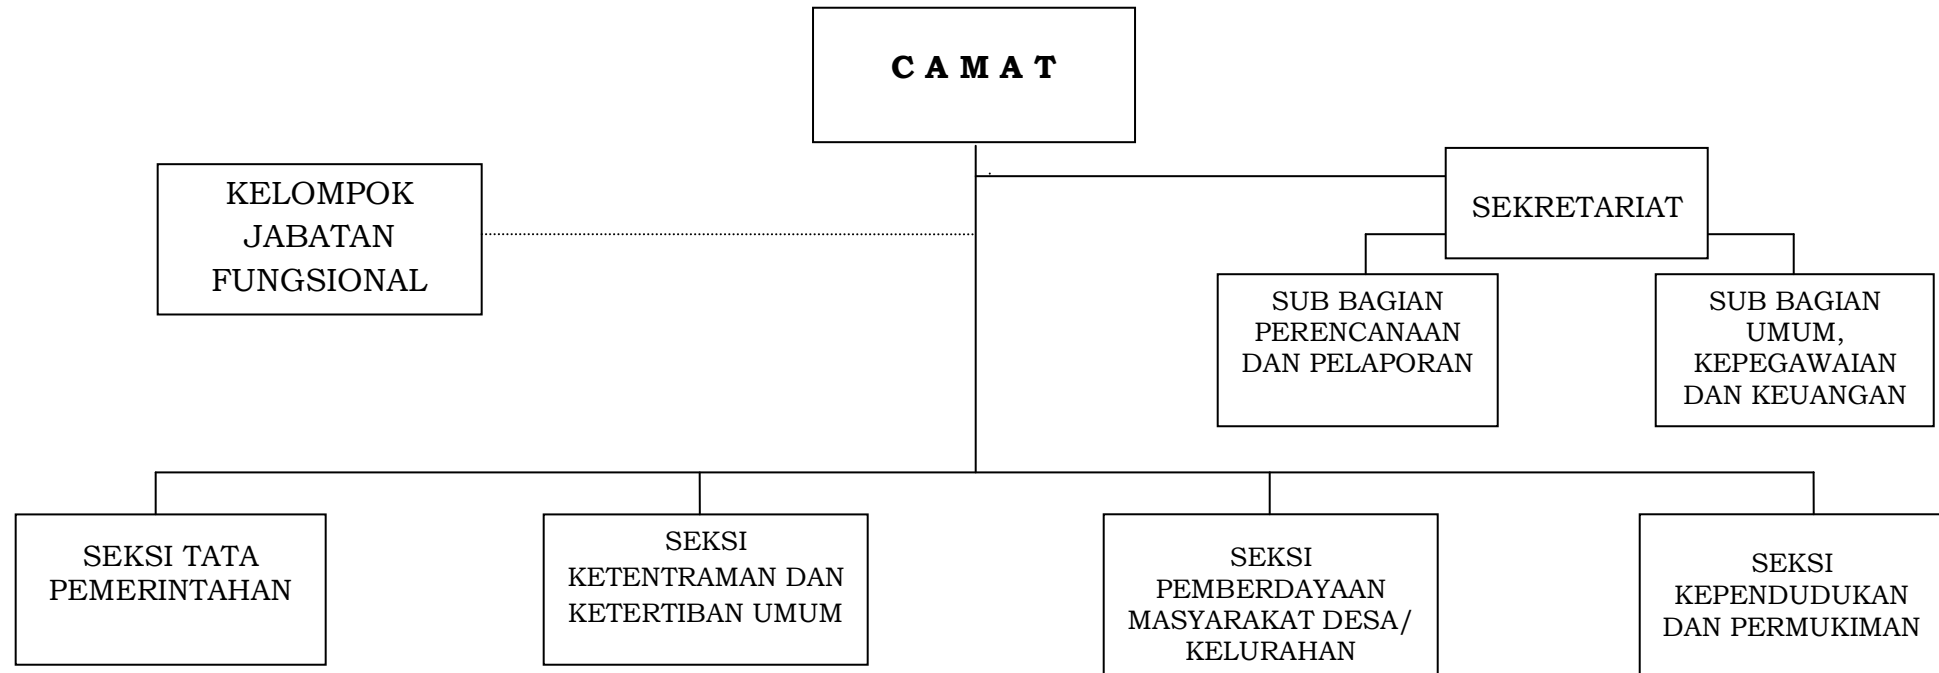 C A M A T
KELOMPOK
JABATAN
FUNGSIONAL
SEKRETARIAT
SUB BAGIAN
PERENCANAAN
DAN PELAPORAN
SUB BAGIAN
UMUM,
KEPEGAWAIAN
DAN KEUANGAN
SEKSI TATA
PEMERINTAHAN
SEKSI
KETENTRAMAN DAN
KETERTIBAN UMUM
SEKSI
PEMBERDAYAAN
MASYARAKAT DESA/
KELURAHAN
SEKSI
KEPENDUDUKAN
DAN PERMUKIMAN